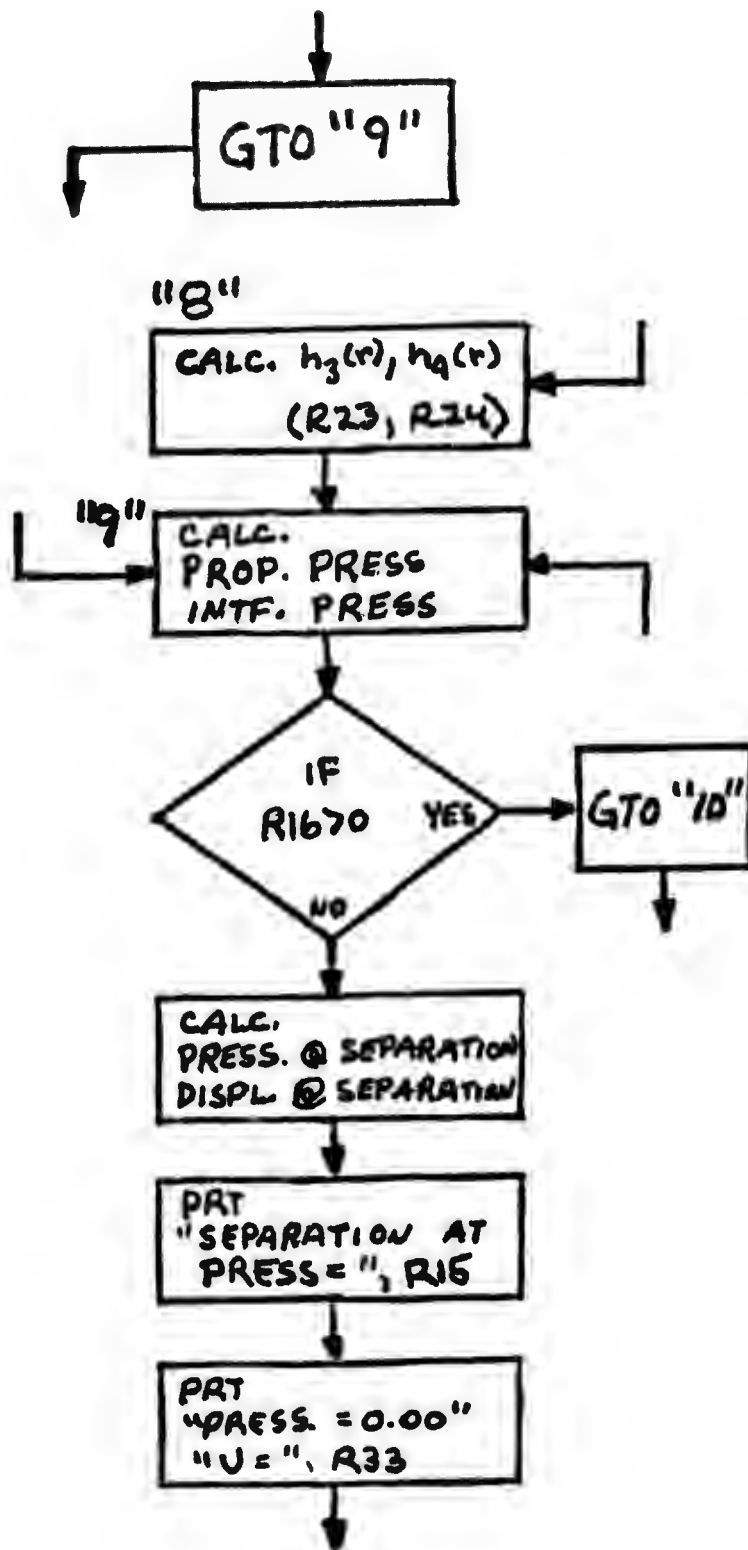 GTO "9"
"8"
CALC. h₃(r), h₄(r)
(R23, R24)
"9"
CALC.
PROP. PRESS
INTF. PRESS
IF
R16>0
YES
GTO "10"
NO
CALC.
PRESS. @ SEPARATION
DISPL. @ SEPARATION
PRT
"SEPARATION AT
PRESS= ", R15
PRT
"PRESS. = 0.00"
"U = ", R33